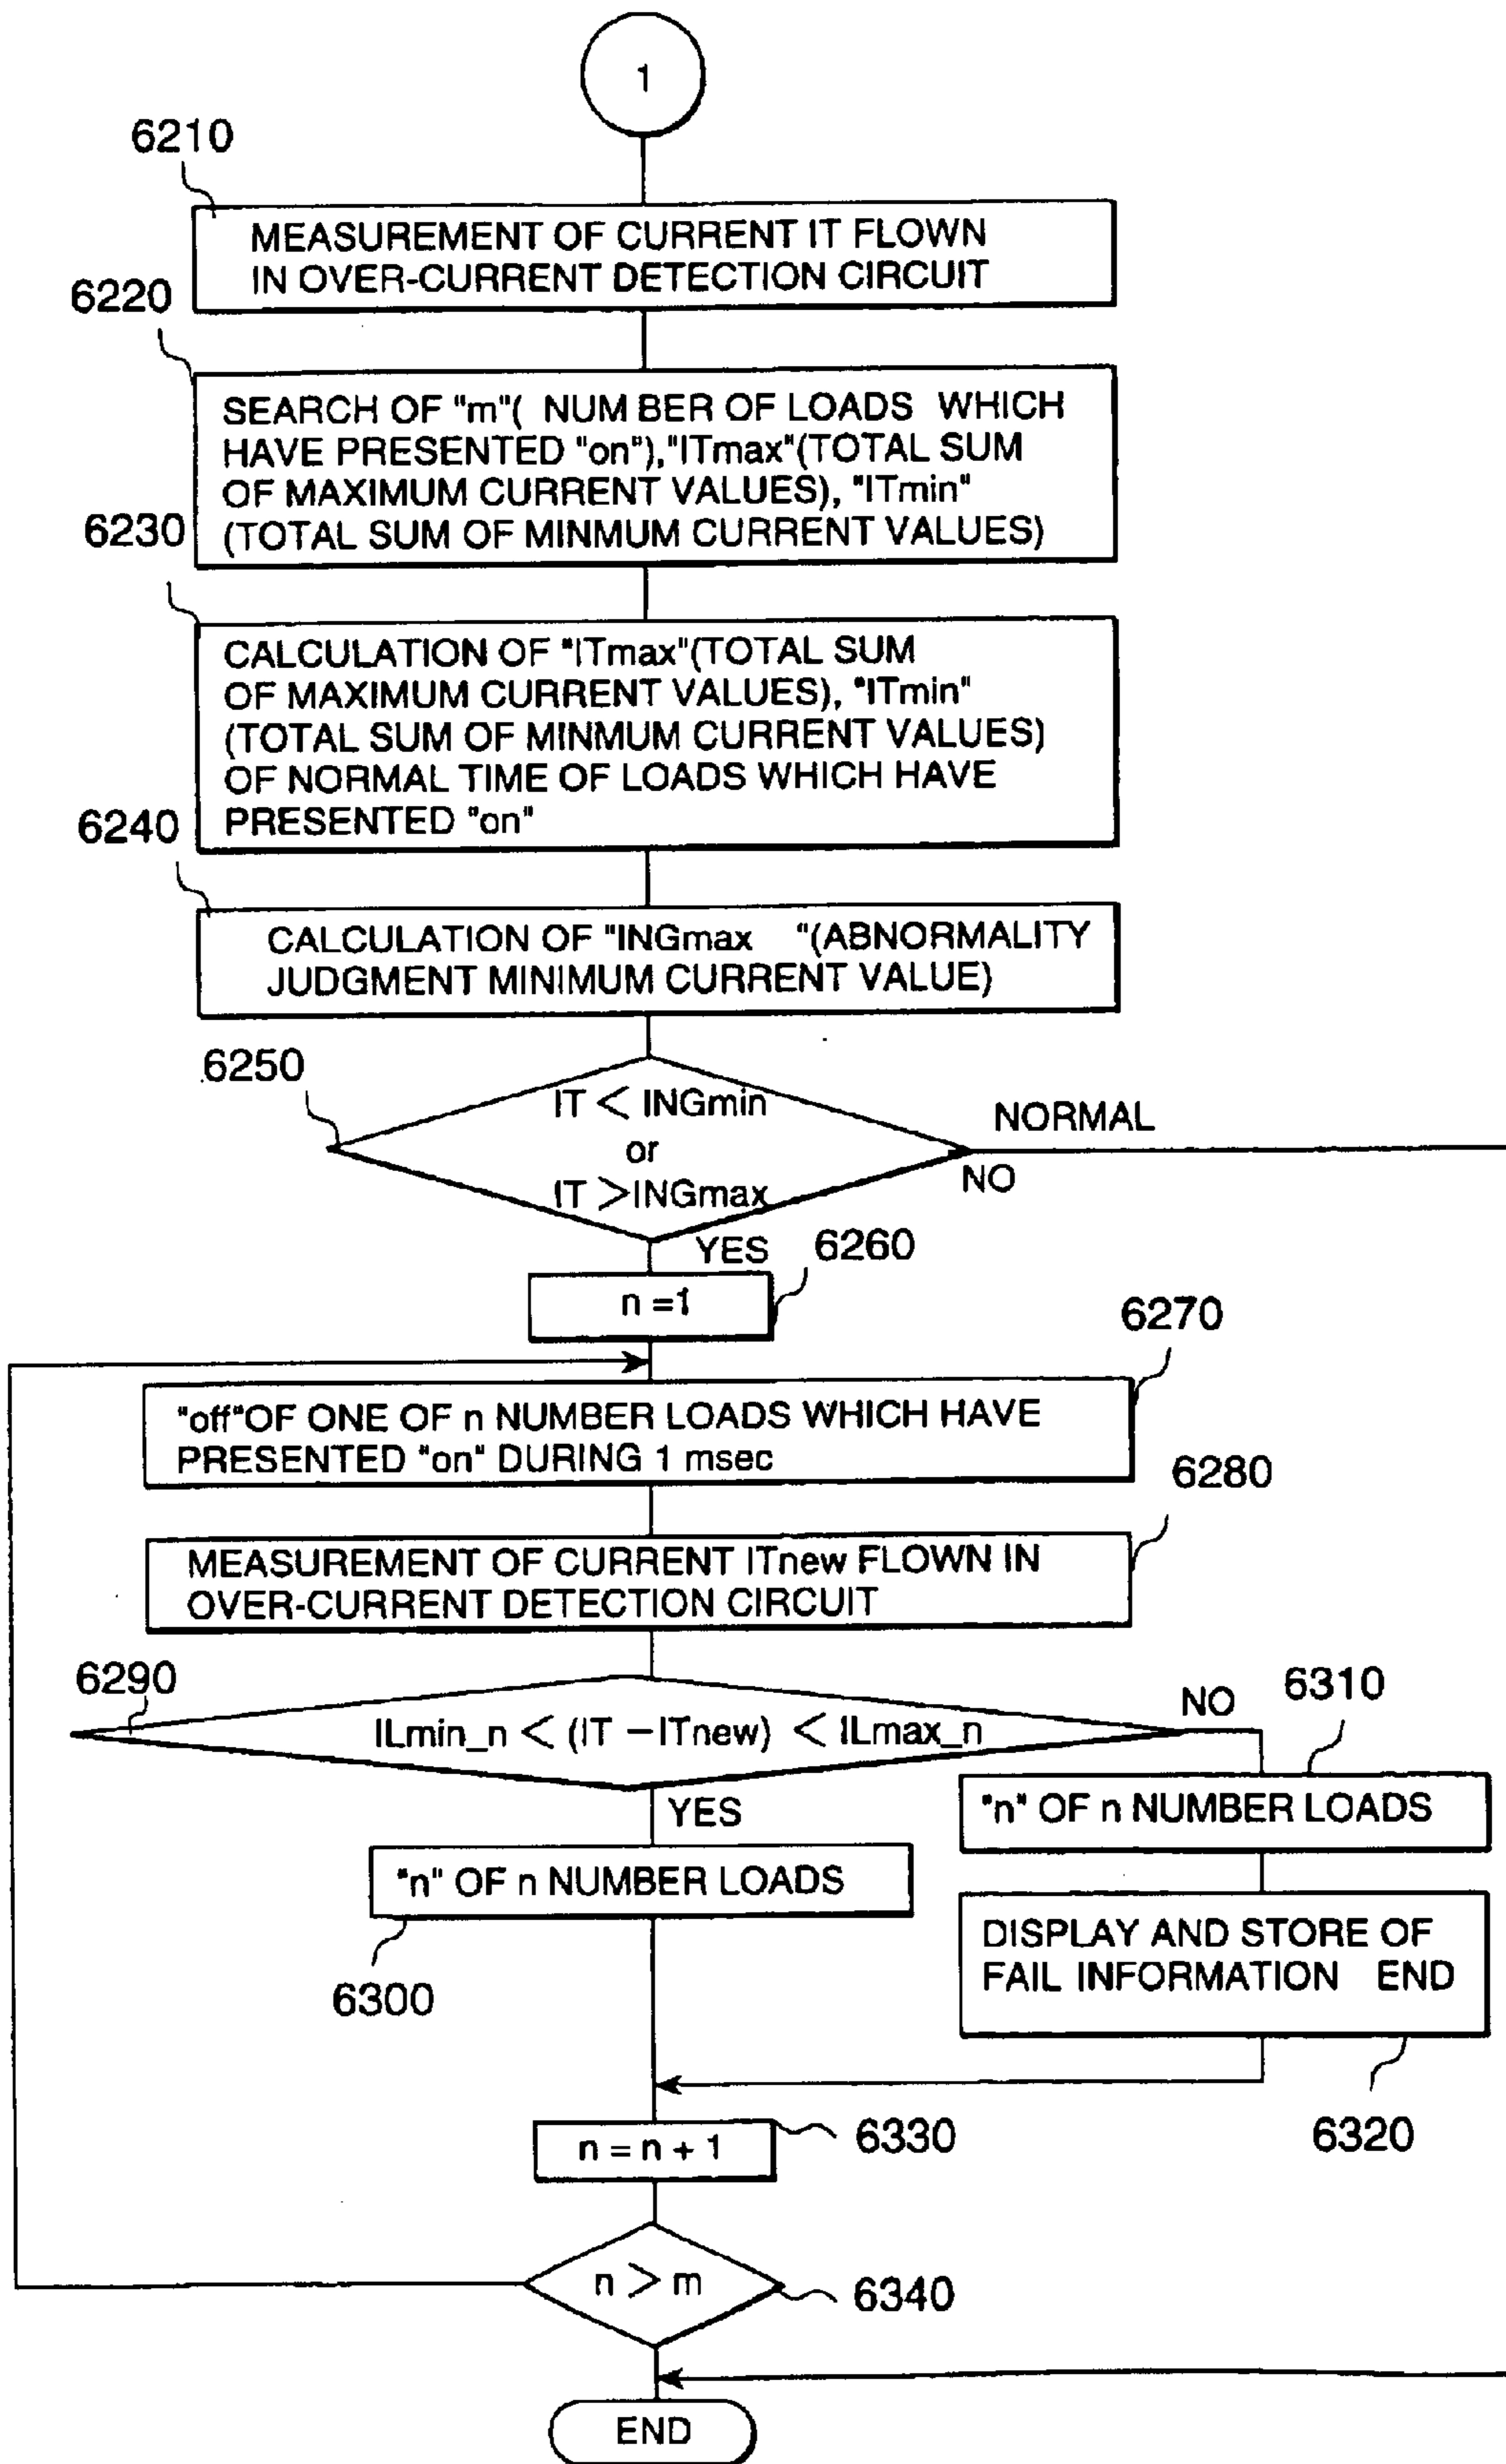 1
6210
MEASUREMENT OF CURRENT IT FLOWN
IN OVER-CURRENT DETECTION CIRCUIT
6220
SEARCH OF "m"( NUM BER OF LOADS WHICH
HAVE PRESENTED "on"),"ITmax"(TOTAL SUM
OF MAXIMUM CURRENT VALUES), "ITmin"
(TOTAL SUM OF MINMUM CURRENT VALUES)
6230
CALCULATION OF "ITmax"(TOTAL SUM
OF MAXIMUM CURRENT VALUES), "ITmin"
(TOTAL SUM OF MINMUM CURRENT VALUES)
OF NORMAL TIME OF LOADS WHICH HAVE
PRESENTED "on"
6240
CALCULATION OF "INGmax "(ABNORMALITY
JUDGMENT MINIMUM CURRENT VALUE)
6250
IT < INGmin
or
IT >INGmax
NORMAL
NO
YES
6260
n =1
6270
"off"OF ONE OF n NUMBER LOADS WHICH HAVE
PRESENTED "on" DURING 1 msec
6280
MEASUREMENT OF CURRENT ITnew FLOWN IN
OVER-CURRENT DETECTION CIRCUIT
6290
ILmin_n < (IT -ITnew) < ILmax_n
NO
6310
YES
"n" OF n NUMBER LOADS
"n" OF n NUMBER LOADS
6300
DISPLAY AND STORE OF
FAIL INFORMATION END
6320
n = n + 1
6330
n > m
6340
END